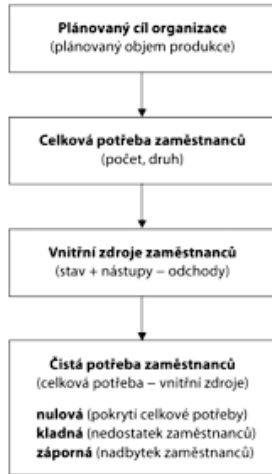 Plánovaný cíl organizace
(plánovaný objem produkce)
Celková potřeba zaměstnanců
(počet, druh)
Vnitřní zdroje zaměstnanců
(stav + nástupy − odchody)
Čistá potřeba zaměstnanců
(celková potřeba − vnitřní zdroje)
nulová (pokrytí celkové potřeby)
kladná (nedostatek zaměstnanců)
záporná (nadbytek zaměstnanců)